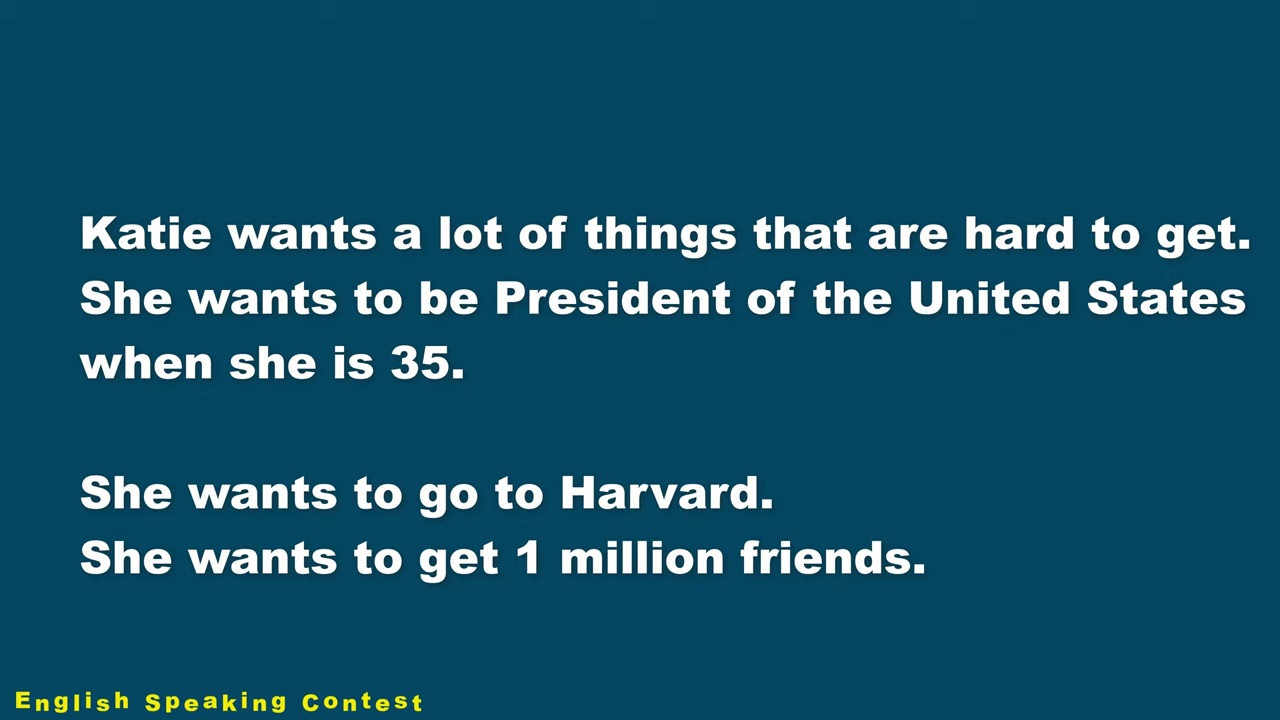 Katie wants a lot of things that are hard to get.
She wants to be President of the United States
when she is 35.
She wants to go to Harvard.
She wants to get 1 million friends.
English Speaking Contest